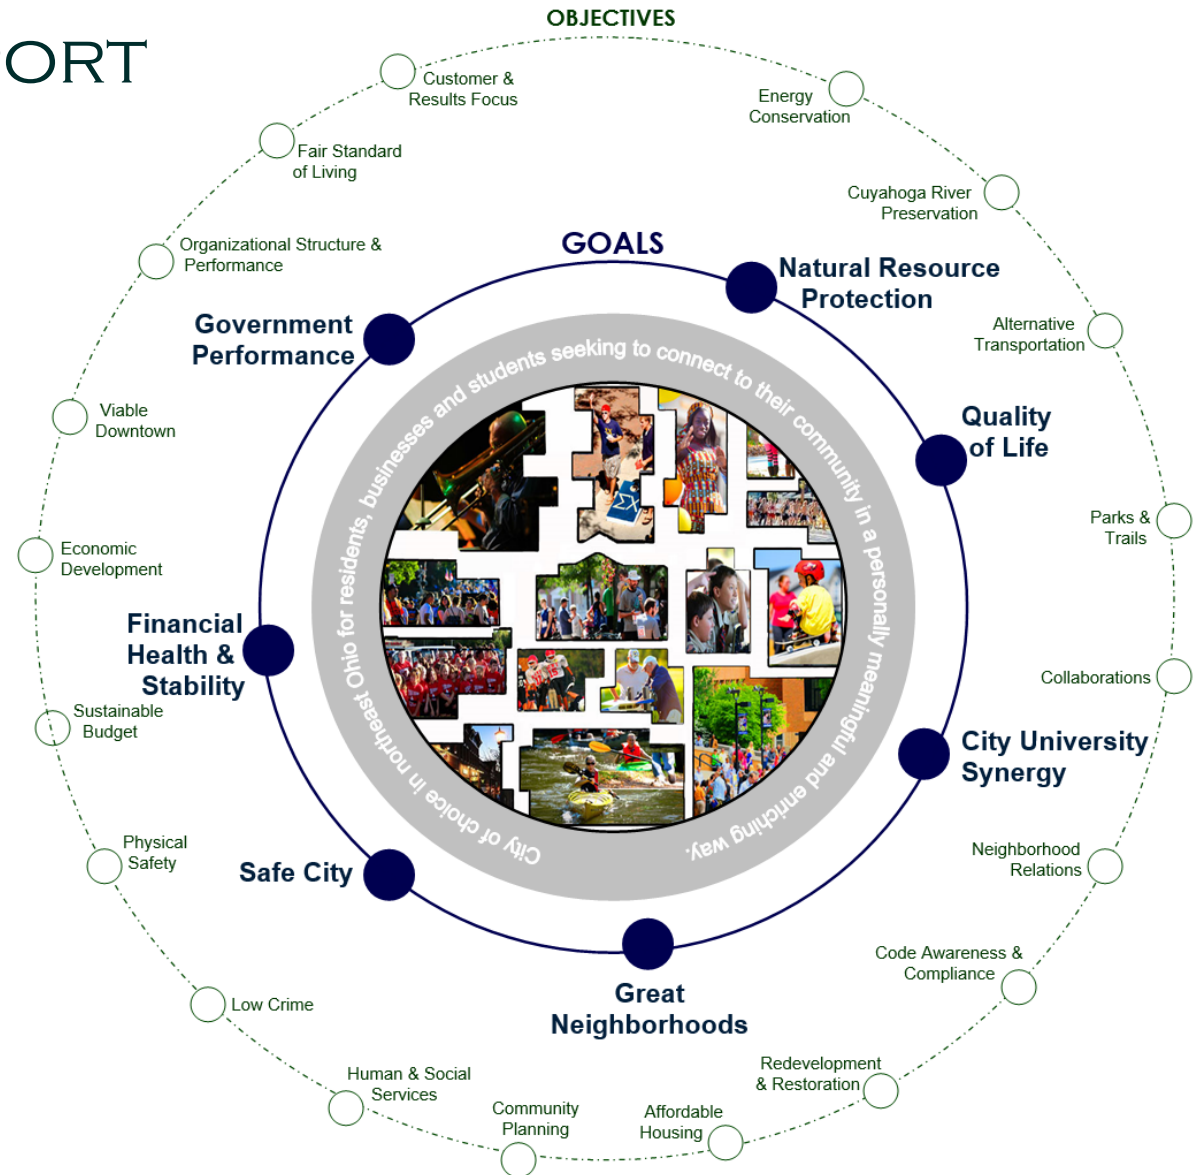 OBJECTIVES
ORT
Customer &
Results Focus
Energy
Conservation
Fair Standard
of Living
Cuyahoga River
Preservation
Organizational Structure &
Performance
GOALS
Natural Resource
Protection
Government
Performance
Alternative
Transportation
City of choice in northeast Ohio for residents, businesses and students seeking to connect to their community in a personally meaningful and enriching way.
ΣΧ
Viable
Downtown
Quality
of Life
Parks &
Trails
Economic
Development
Financial
Health &
Stability
Collaborations
Sustainable
Budget
City University
Synergy
Physical
Safety
Neighborhood
Relations
Safe City
Code Awareness &
Compliance
Great
Neighborhoods
Low Crime
Redevelopment
& Restoration
Human & Social
Services
Community
Planning
Affordable
Housing